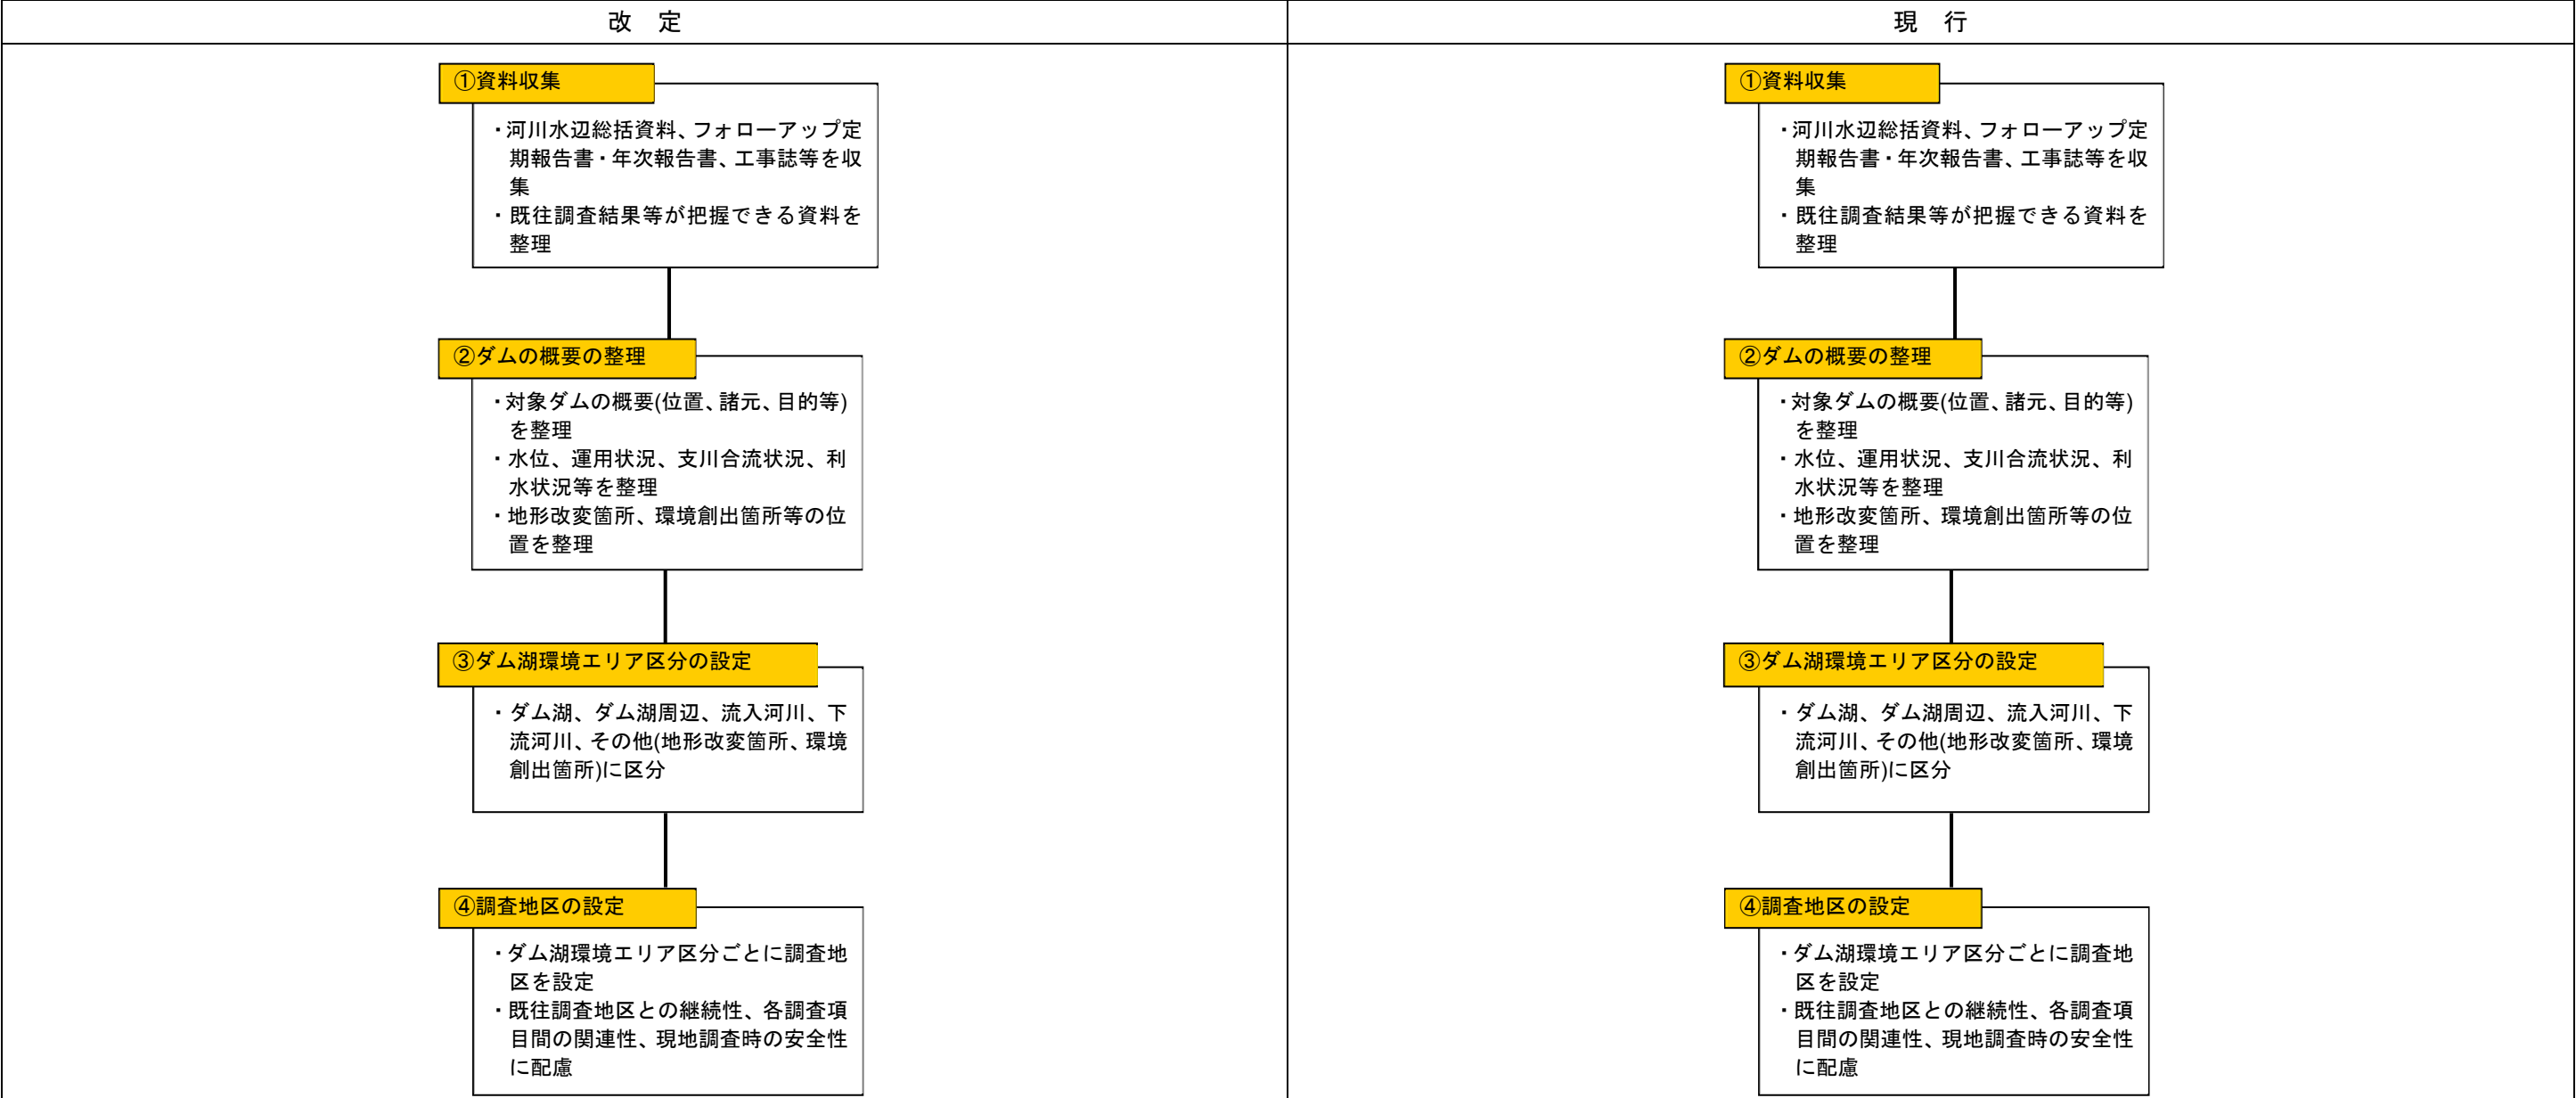 改 定
①資料収集
・河川水辺総括資料、フォローアップ定
期報告書・年次報告書、工事誌等を収
集
・既往調査結果等が把握できる資料を
整理
②ダムの概要の整理
・対象ダムの概要(位置、諸元、目的等)
を整理
・水位、運用状況、支川合流状況、利
水状況等を整理
・地形改変箇所、環境創出箇所等の位
置を整理
③ダム湖環境エリア区分の設定
・ダム湖、ダム湖周辺、流入河川、下
流河川、その他(地形改変箇所、環境
創出箇所)に区分
④調査地区の設定
・ダム湖環境エリア区分ごとに調査地
区を設定
・既往調査地区との継続性、各調査項
目間の関連性、現地調査時の安全性
に配慮
現 行
①資料収集
・河川水辺総括資料、フォローアップ定
期報告書・年次報告書、工事誌等を収
集
・既往調査結果等が把握できる資料を
整理
②ダムの概要の整理
・対象ダムの概要(位置、諸元、目的等)
を整理
・水位、運用状況、支川合流状況、利
水状況等を整理
・地形改変箇所、環境創出箇所等の位
置を整理
③ダム湖環境エリア区分の設定
・ダム湖、ダム湖周辺、流入河川、下
流河川、その他(地形改変箇所、環境
創出箇所)に区分
④調査地区の設定
・ダム湖環境エリア区分ごとに調査地
区を設定
・既往調査地区との継続性、各調査項
目間の関連性、現地調査時の安全性
に配慮